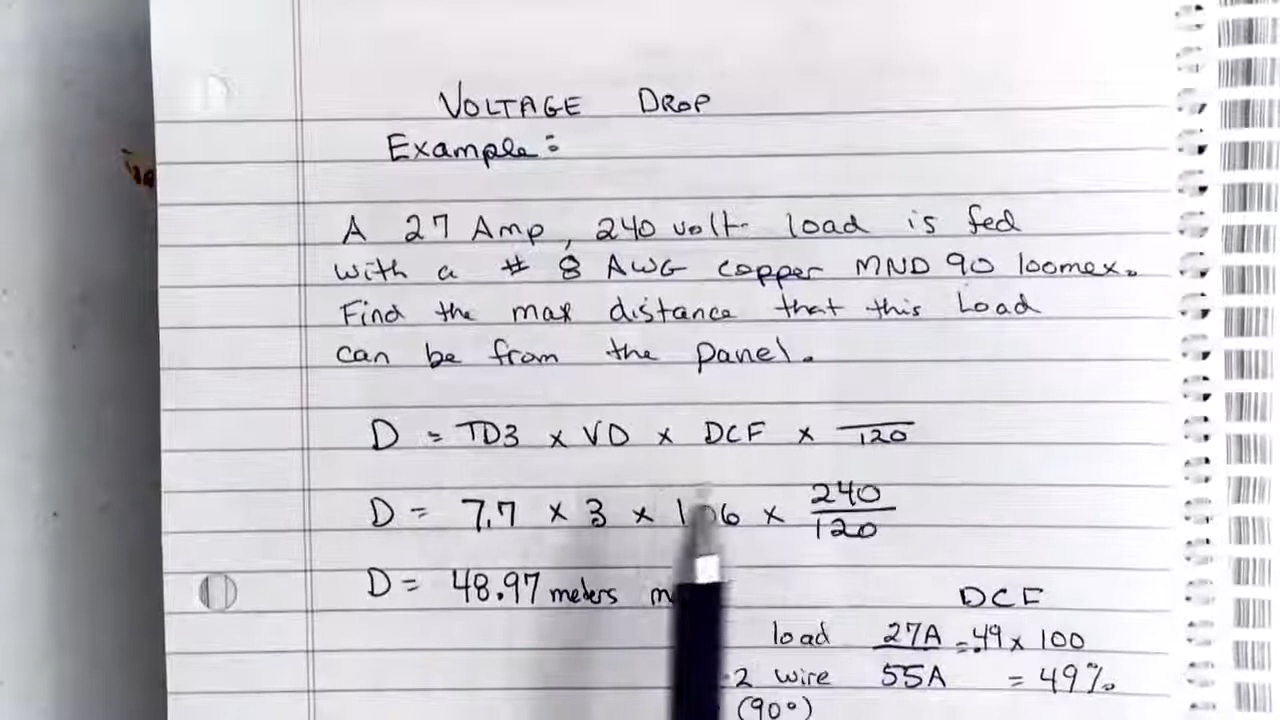 VOLTAGE DROP
Example:
A 27 Amp, 240 volt load is fed
with a # 8 AWG copper MND 90 loomex.
Find the max distance that this Load
can be from the panel.
D = TD3 x VD x DCF x /120
D = 7.7 x 3 x 1.06 x 240/120
D = 48.97 meters
DCF
load 27A = .49 x 100
2 wire 55A = 49%
(90°)